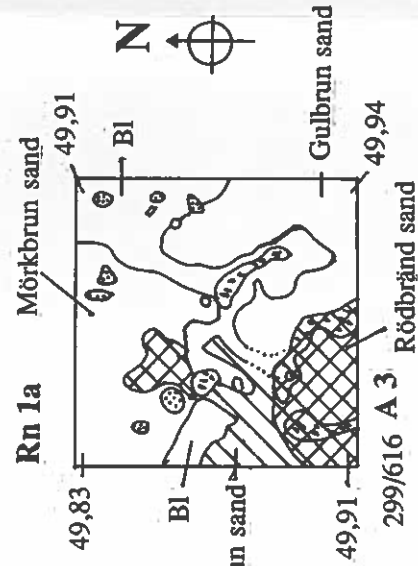 Rn 1a
Mörkbrun sand
N
49,83
49,91
Bl
Bl
un sand
Gulbrun sand
49,91
49,94
299/616 A 3
Rödbränd sand